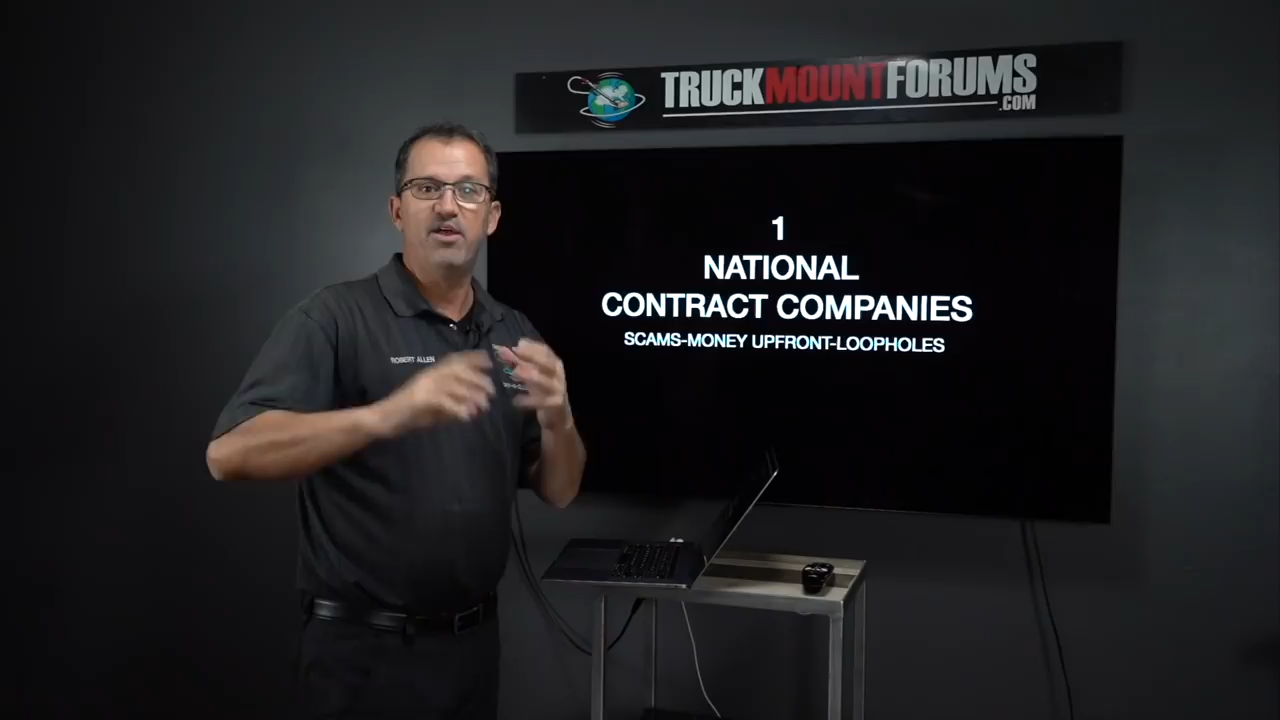 TRUCKMOUNTFORUMS
.COM
1
NATIONAL
CONTRACT COMPANIES
SCAMS-MONEY UPFRONT-LOOPHOLES
ROBERT ALLEN